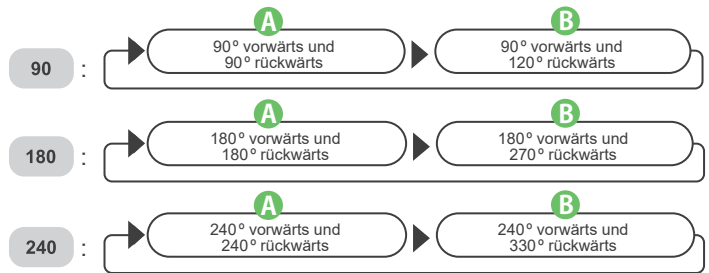 A B
90° vorwärts und 90° vorwärts und
90 : 90° rückwärts 120° rückwärts
A B
180° vorwärts und 180° vorwärts und
180 : 180° rückwärts 270° rückwärts
A B
240° vorwärts und 240° vorwärts und
240 : 240° rückwärts 330° rückwärts